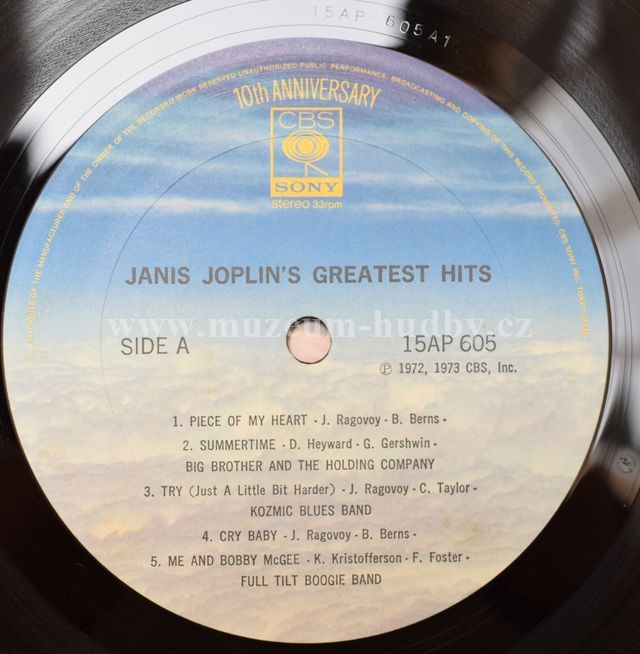 15AP-605A1
ALL RIGHTS OF THE MANUFACTURER AND OF THE OWNER OF THE RECORDED WORK RESERVED UNAUTHORIZED PUBLIC PERFORMANCE. BROADCASTING AND COPYING OF THIS RECORD PROHIBITED. CBS SONY INC. TOKYO JAPAN
10th ANNIVERSARY
CBS
SONY
stereo 33rpm
JANIS JOPLIN'S GREATEST HITS
www.muzeum-hudby.cz
SIDE A 15AP 605
Ⓟ 1972, 1973 CBS, Inc.
1. PIECE OF MY HEART - J. Ragovoy - B. Berns -
2. SUMMERTIME - D. Heyward - G. Gershwin -
BIG BROTHER AND THE HOLDING COMPANY
3. TRY (Just A Little Bit Harder) - J. Ragovoy - C. Taylor -
KOZMIC BLUES BAND
4. CRY BABY - J. Ragovoy - B. Berns -
5. ME AND BOBBY McGEE - K. Kristofferson - F. Foster -
FULL TILT BOOGIE BAND